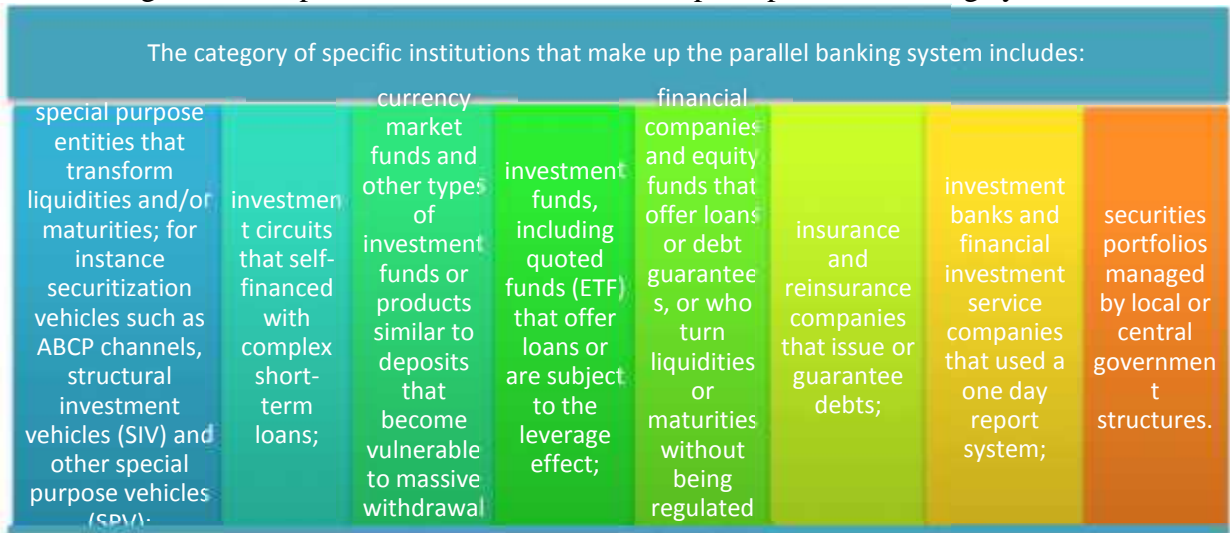 The category of specific institutions that make up the parallel banking system includes:
special purpose
entities that
transform
liquidities and/or
maturities; for
instance
securitization
vehicles such as
ABCP channels,
structural
investment
vehicles (SIV) and
other special
purpose vehicles
(SPV);
investmen
t circuits
that self-
financed
with
complex
short-
term
loans;
currency
market
funds and
other types
of
investment
funds or
products
similar to
deposits
that
become
vulnerable
to massive
withdrawal
investment
funds,
including
quoted
funds (ETF)
that offer
loans or
are subject
to the
leverage
effect;
financial
companies
and equity
funds that
offer loans
or debt
guarantee
s, or who
turn
liquidities
or
maturities
without
being
regulated
insurance
and
reinsurance
companies
that issue or
guarantee
debts;
investment
banks and
financial
investment
service
companies
that used a
one day
report
system;
securities
portfolios
managed
by local or
central
governmen
t
structures.